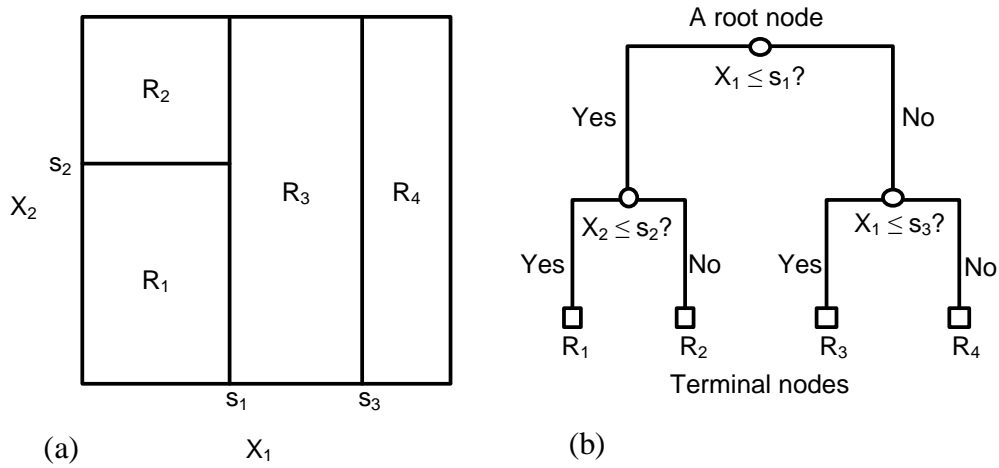 R₂
s₂
R₃
R₄
X₂
R₁
s₁
s₃
(a)
X₁
A root node
X₁ ≤ s₁?
Yes
No
X₂ ≤ s₂?
X₁ ≤ s₃?
Yes
No
Yes
No
R₁
R₂
R₃
R₄
Terminal nodes
(b)